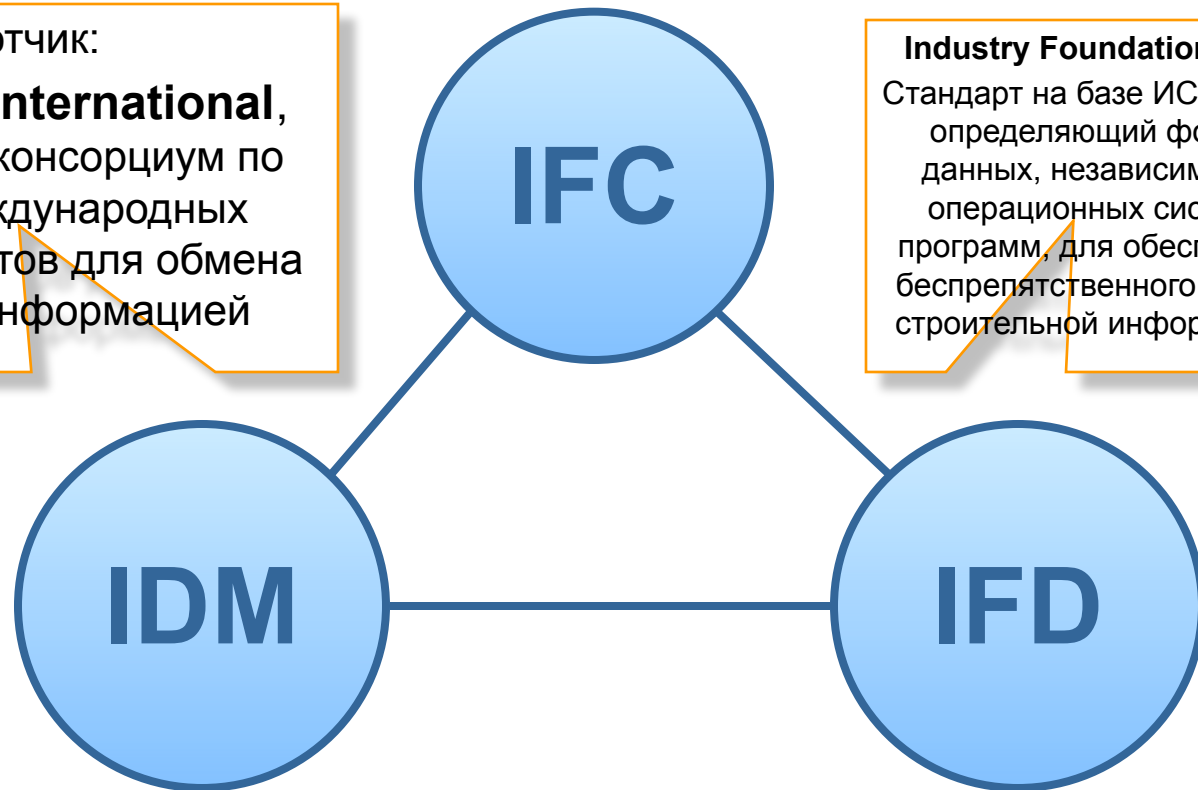 отчик:
nternational,
консорциум по
ждународных
тов для обмена
нформацией
IFC
Industry Foundation
Стандарт на базе ИС
определяющий фо
данных, независим
операционных сис
программ, для обесп
беспрепятственного
строительной инфор
IDM
IFD